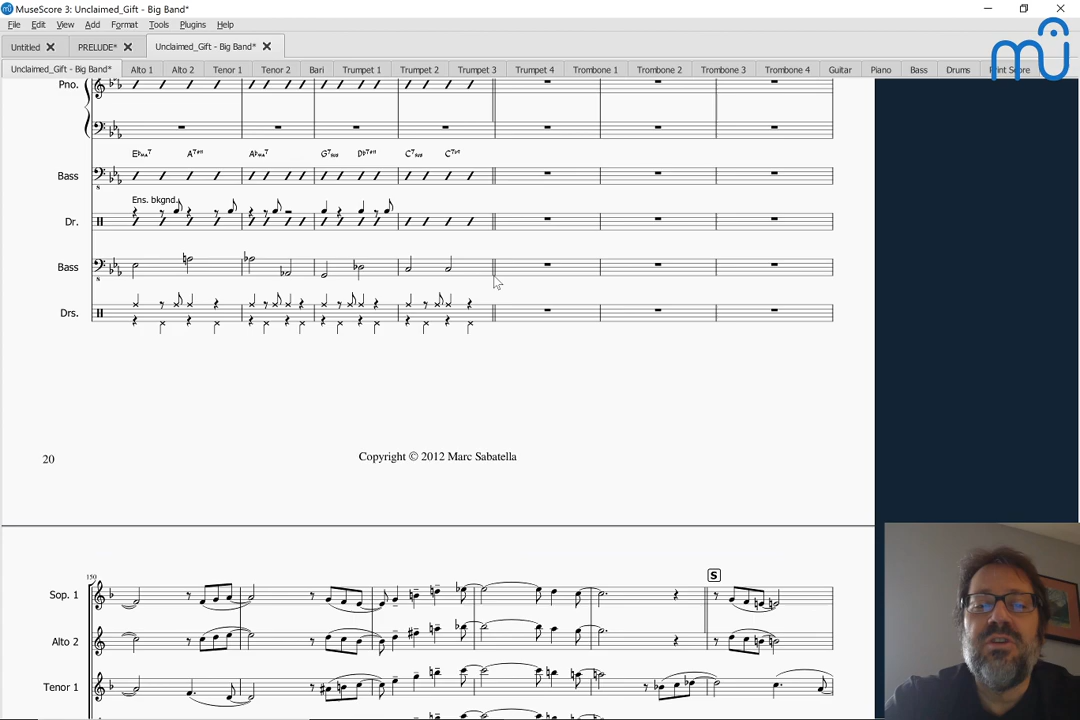 MuseScore 3: Unclaimed_Gift - Big Band*
File Edit View Add Format Tools Plugins Help
Untitled PRELUDE* Unclaimed_Gift - Big Band*
Unclaimed_Gift - Big Band* Alto 1 Alto 2 Tenor 1 Tenor 2 Bari Trumpet 1 Trumpet 2 Trumpet 3 Trumpet 4 Trombone 1 Trombone 2 Trombone 3 Trombone 4 Guitar Piano Bass Drums Print Score
Pno.
Bass
Ens. bkgnd.
Dr.
Bass
Drs.
20
Copyright © 2012 Marc Sabatella
150
S
Sop. 1
Alto 2
Tenor 1